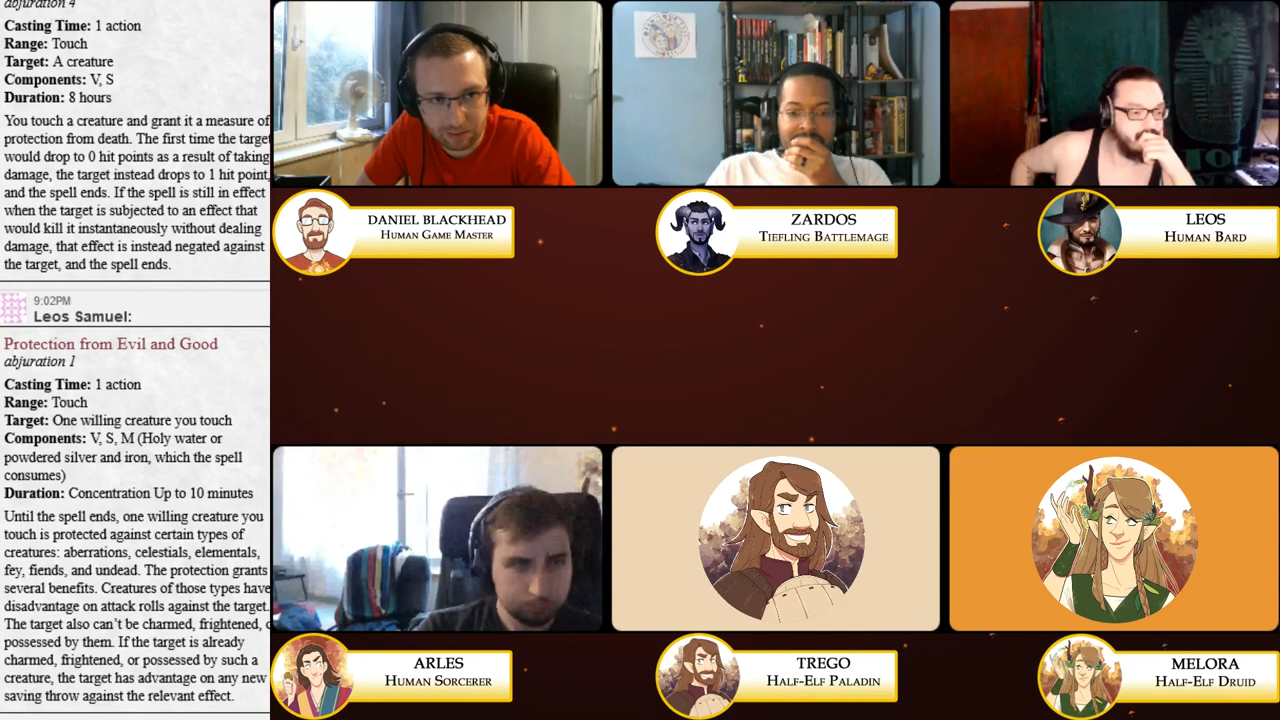 abjuration 4
Casting Time: 1 action
Range: Touch
Target: A creature
Components: V, S
Duration: 8 hours
You touch a creature and grant it a measure of
protection from death. The first time the target
would drop to 0 hit points as a result of taking
damage, the target instead drops to 1 hit point,
and the spell ends. If the spell is still in effect
when the target is subjected to an effect that
would kill it instantaneously without dealing
damage, that effect is instead negated against
the target, and the spell ends.
9:02PM
Leos Samuel:
Protection from Evil and Good
abjuration 1
Casting Time: 1 action
Range: Touch
Target: One willing creature you touch
Components: V, S, M (Holy water or
powdered silver and iron, which the spell
consumes)
Duration: Concentration Up to 10 minutes
Until the spell ends, one willing creature you
touch is protected against certain types of
creatures: aberrations, celestials, elementals,
fey, fiends, and undead. The protection grants
several benefits. Creatures of those types have
disadvantage on attack rolls against the target.
The target also can't be charmed, frightened,
possessed by them. If the target is already
charmed, frightened, or possessed by such a
creature, the target has advantage on any new
saving throw against the relevant effect.
DANIEL BLACKHEAD
HUMAN GAME MASTER
ZARDOS
TIEFLING BATTLEMAGE
LEOS
HUMAN BARD
ARLES
HUMAN SORCERER
TREGO
HALF-ELF PALADIN
MELORA
HALF-ELF DRUID